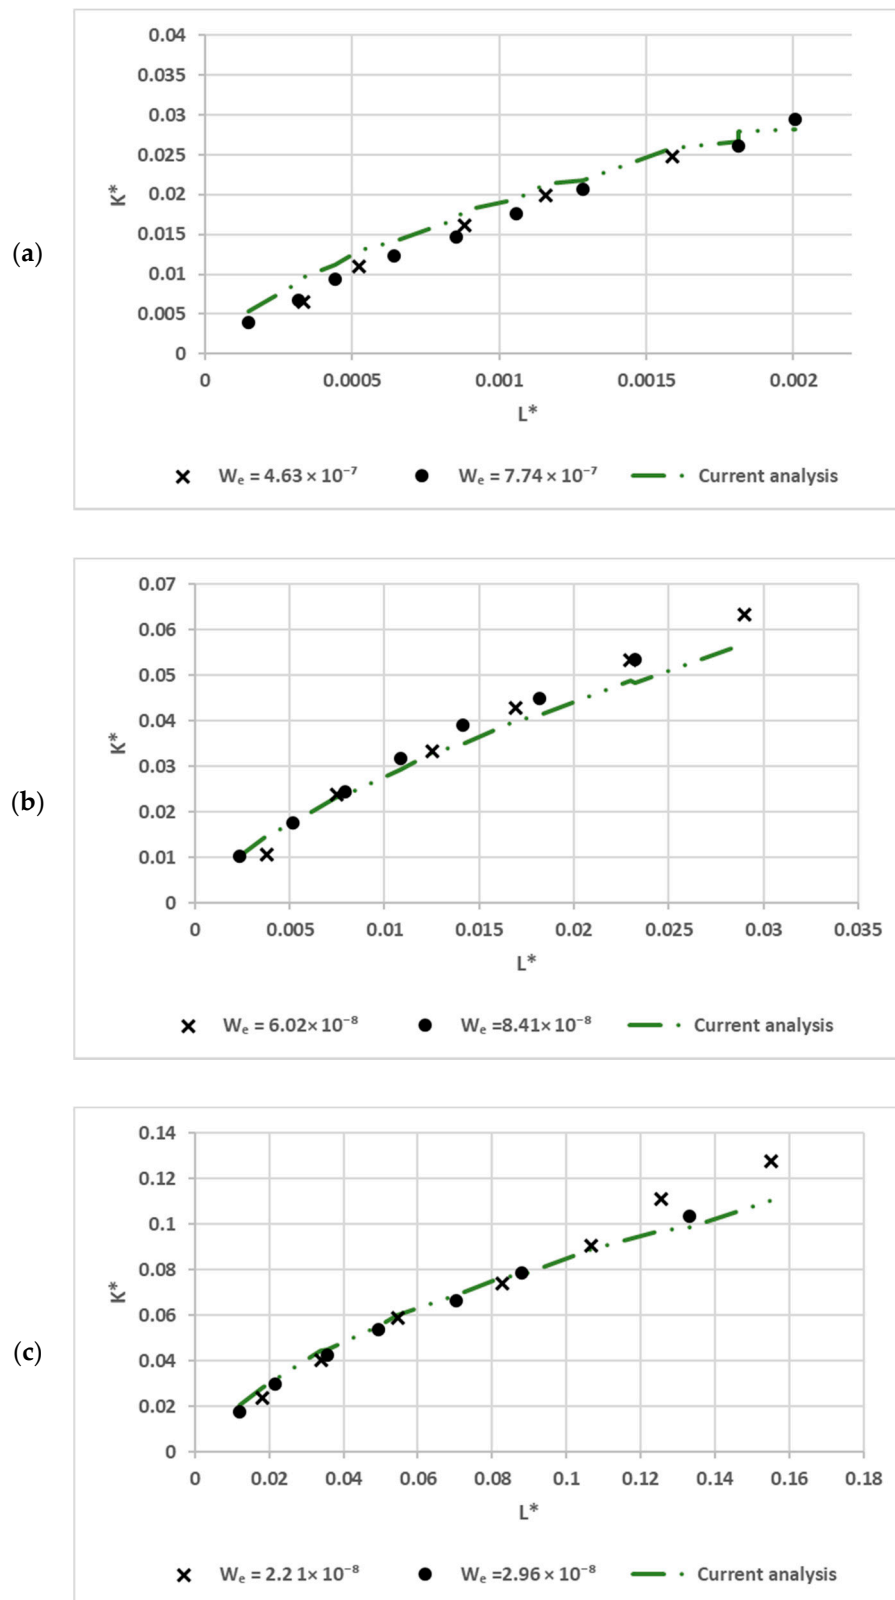 (a)
K*
0.04
0.035
0.03
0.025
0.02
0.015
0.01
0.005
0
0 0.0005 0.001 0.0015 0.002
L*
Wₑ = 4.63 × 10⁻⁷ Wₑ = 7.74 × 10⁻⁷ Current analysis
(b)
K*
0.07
0.06
0.05
0.04
0.03
0.02
0.01
0
0 0.005 0.01 0.015 0.02 0.025 0.03 0.035
L*
Wₑ = 6.02× 10⁻⁸ Wₑ =8.41× 10⁻⁸ Current analysis
(c)
K*
0.14
0.12
0.1
0.08
0.06
0.04
0.02
0
0 0.02 0.04 0.06 0.08 0.1 0.12 0.14 0.16 0.18
L*
Wₑ = 2.2 1× 10⁻⁸ Wₑ =2.96 × 10⁻⁸ Current analysis